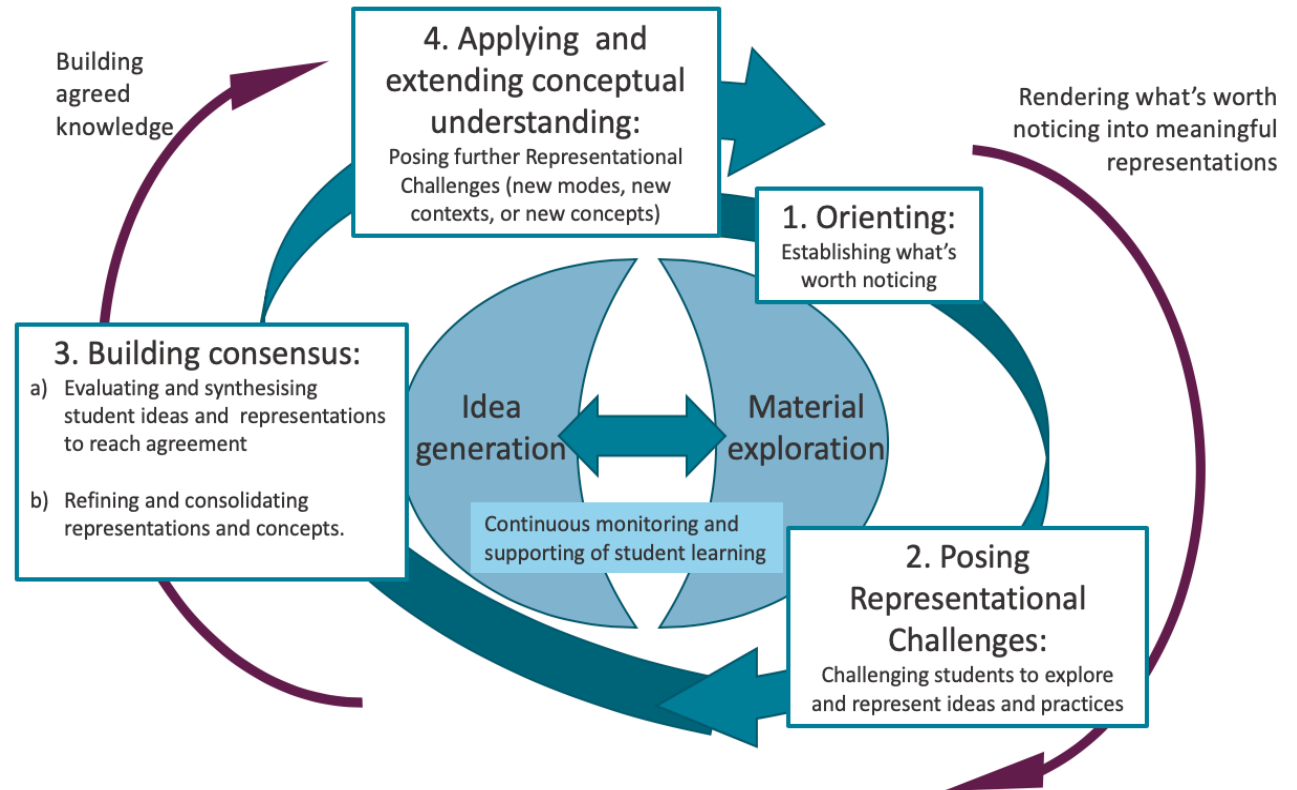 Building
agreed
knowledge
4. Applying and
extending conceptual
understanding:
Posing further Representational
Challenges (new modes, new
contexts, or new concepts)
Rendering what's worth
noticing into meaningful
representations
1. Orienting:
Establishing what's
worth noticing
3. Building consensus:
a) Evaluating and synthesising
student ideas and representations
to reach agreement
b) Refining and consolidating
representations and concepts.
Idea
generation
Material
exploration
Continuous monitoring and
supporting of student learning
2. Posing
Representational
Challenges:
Challenging students to explore
and represent ideas and practices